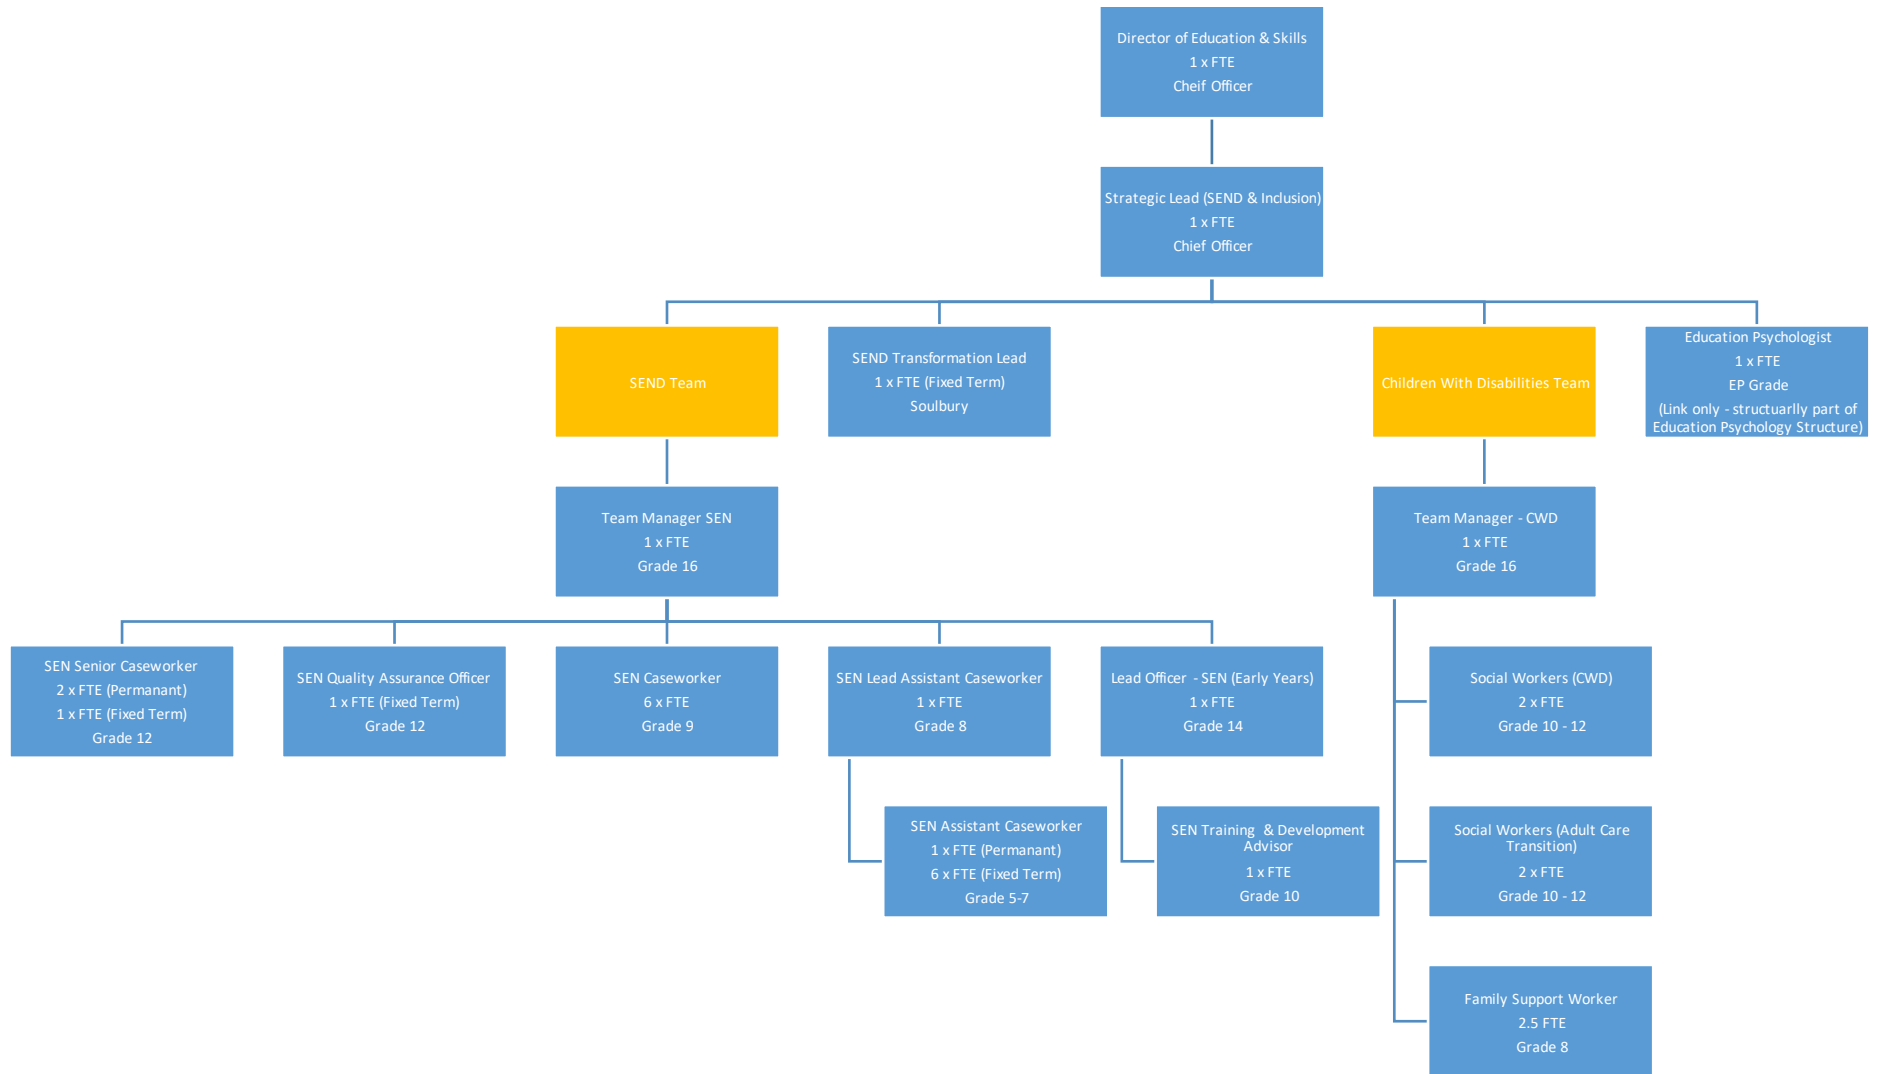 Director of Education & Skills
1 x FTE
Cheif Officer
Strategic Lead (SEND & Inclusion)
1 x FTE
Chief Officer
SEND Team
SEND Transformation Lead
1 x FTE (Fixed Term)
Soulbury
Children With Disabilities Team
Education Psychologist
1 x FTE
EP Grade
(Link only - structuarlly part of
Education Psychology Structure)
Team Manager SEN
1 x FTE
Grade 16
Team Manager - CWD
1 x FTE
Grade 16
SEN Senior Caseworker
2 x FTE (Permanant)
1 x FTE (Fixed Term)
Grade 12
SEN Quality Assurance Officer
1 x FTE (Fixed Term)
Grade 12
SEN Caseworker
6 x FTE
Grade 9
SEN Lead Assistant Caseworker
1 x FTE
Grade 8
Lead Officer - SEN (Early Years)
1 x FTE
Grade 14
Social Workers (CWD)
2 x FTE
Grade 10 - 12
SEN Assistant Caseworker
1 x FTE (Permanant)
6 x FTE (Fixed Term)
Grade 5-7
SEN Training & Development
Advisor
1 x FTE
Grade 10
Social Workers (Adult Care
Transition)
2 x FTE
Grade 10 - 12
Family Support Worker
2.5 FTE
Grade 8